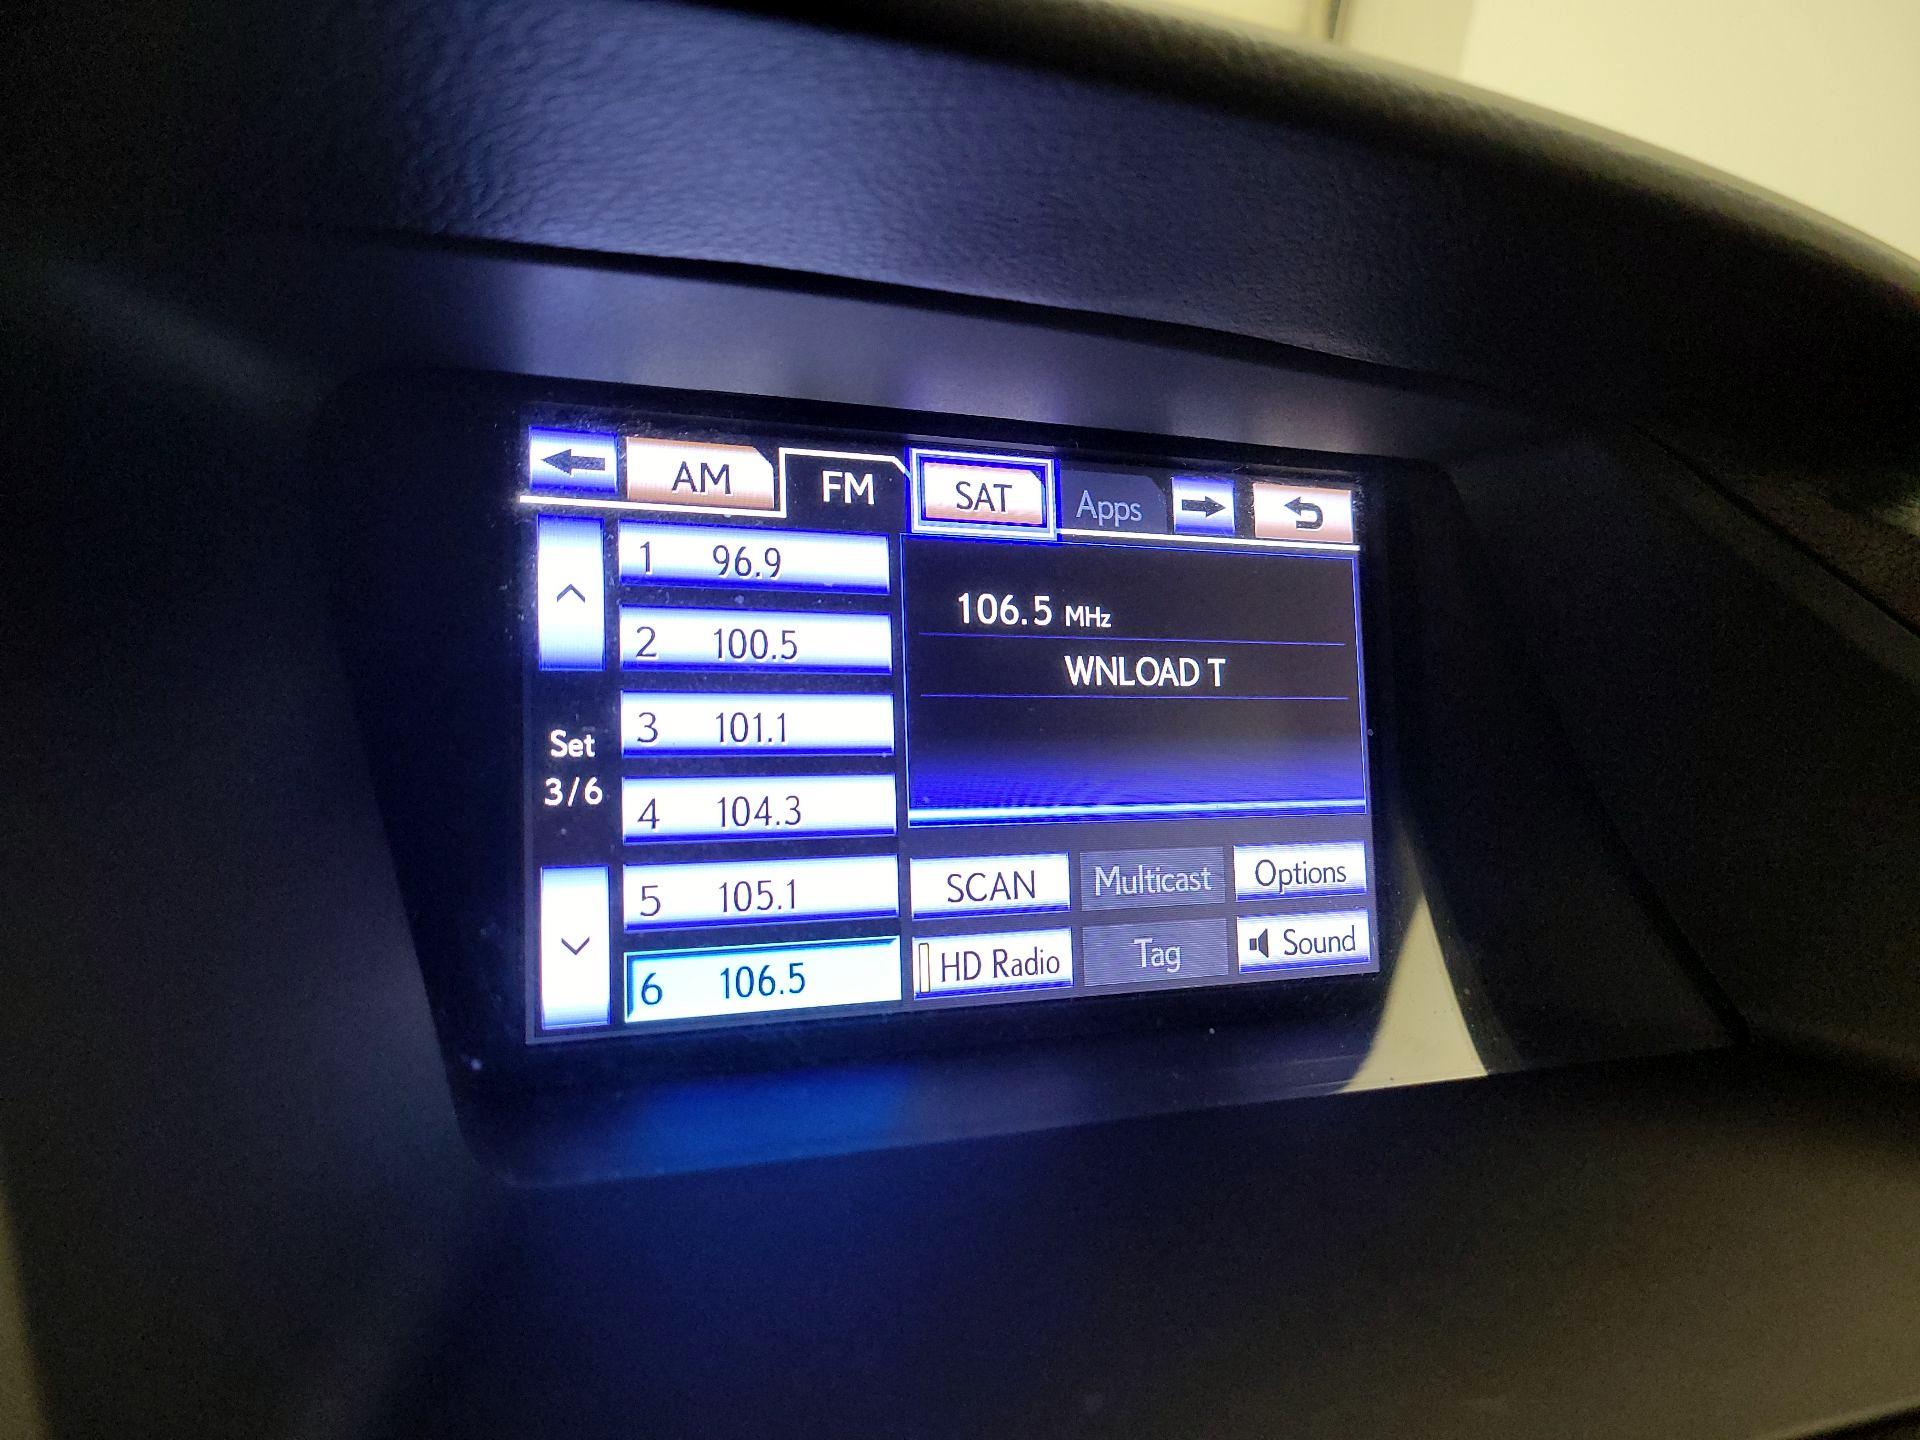 AM FM SAT Apps
1 96.9
2 100.5
3 101.1
4 104.3
5 105.1
6 106.5
Set
3/6
106.5 MHz
WNLOAD T
SCAN Multicast Options
HD Radio Tag Sound